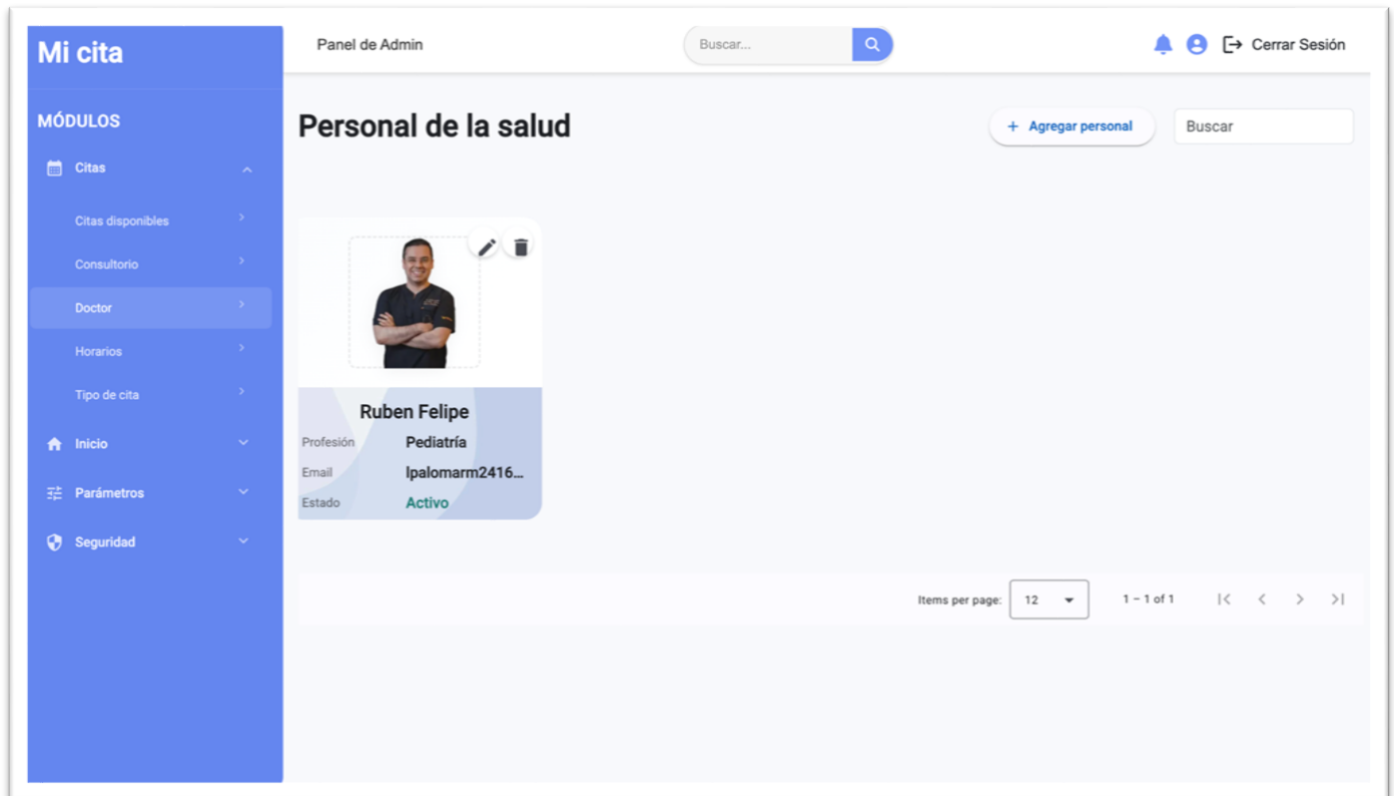 Mi cita
Panel de Admin
Buscar...
Cerrar Sesión
MÓDULOS
Citas
Citas disponibles
Consultorio
Doctor
Horarios
Tipo de cita
Inicio
Parámetros
Seguridad
Personal de la salud
+ Agregar personal
Buscar
Ruben Felipe
Profesión Pediatría
Email lpalomarm2416...
Estado Activo
Items per page: 12 1 – 1 of 1